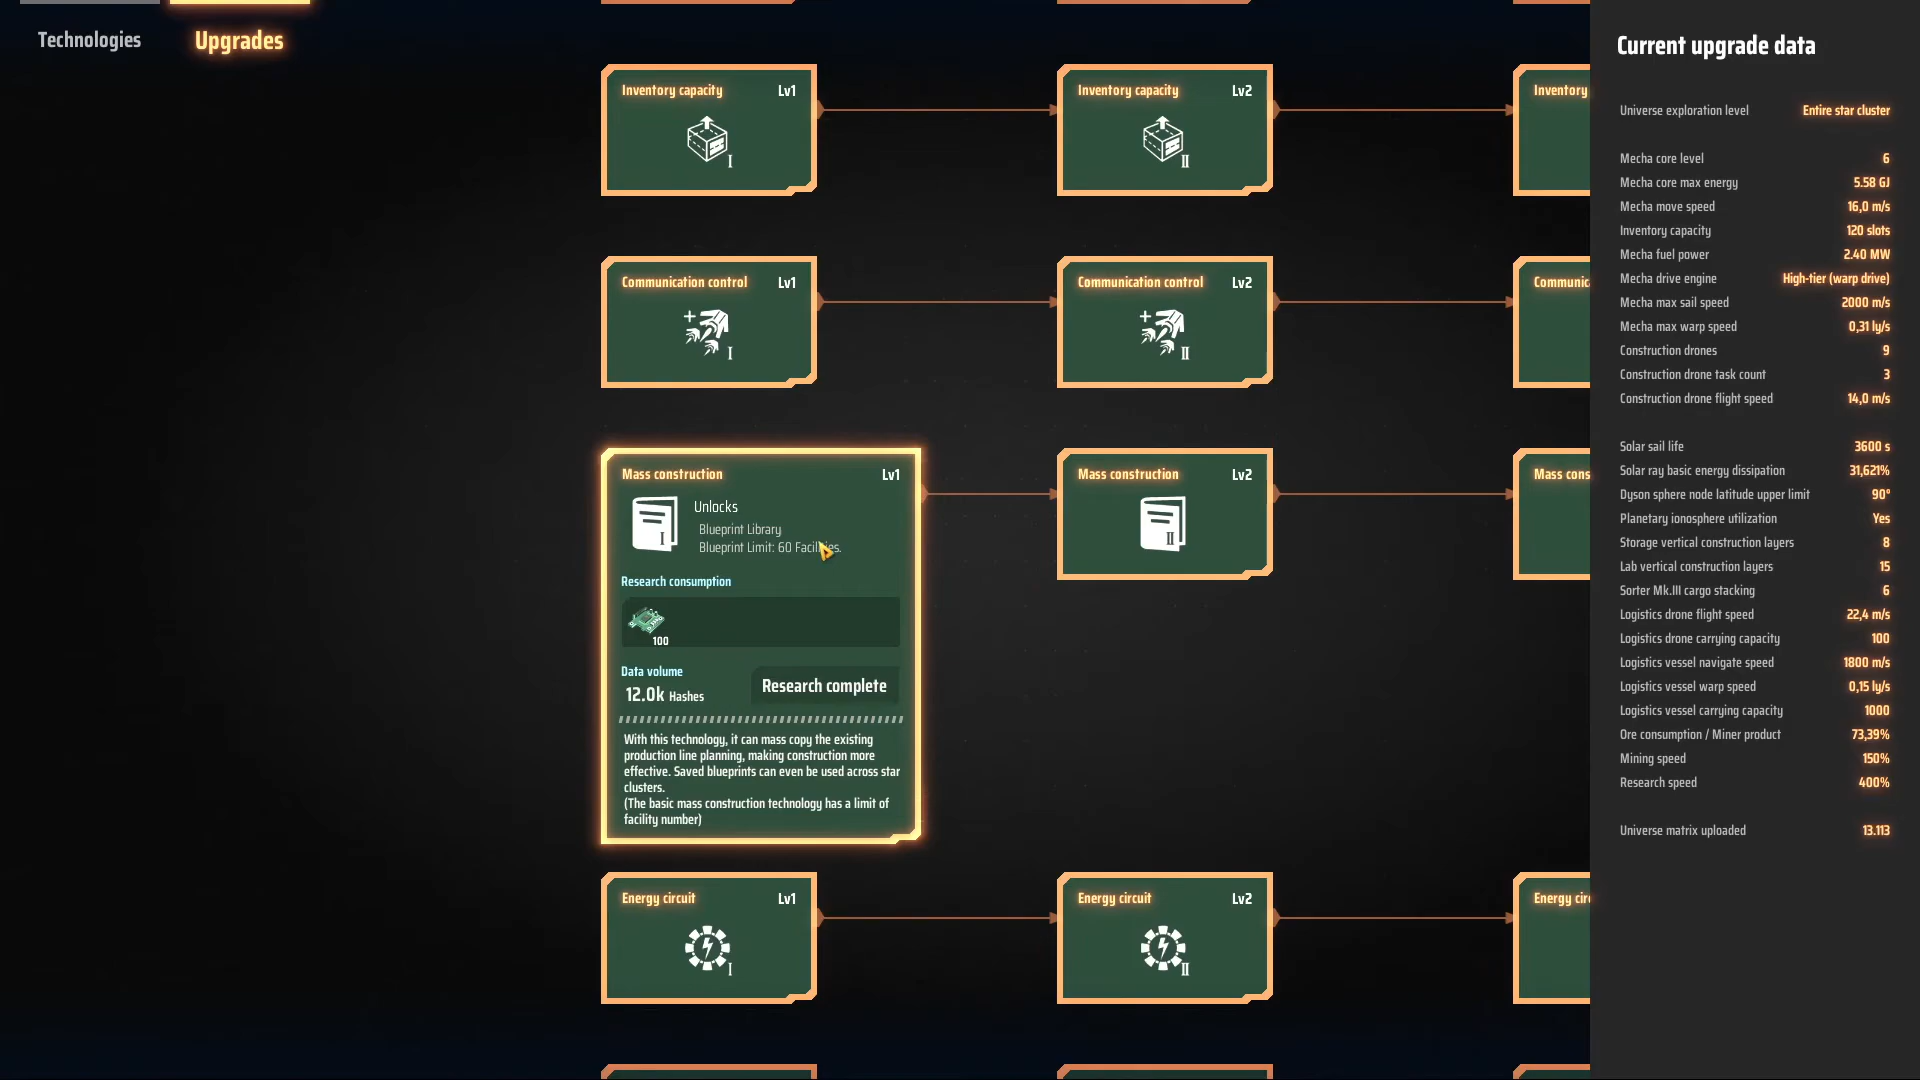 Technologies
Upgrades
Inventory capacity Lv1
I
Inventory capacity Lv2
II
Inventory
Communication control Lv1
I
Communication control Lv2
II
Communic
Mass construction Lv1
Unlocks
I
Blueprint Library
Blueprint Limit: 60 Facilities.
Research consumption
100
Data volume
12.0k Hashes
Research complete
With this technology, it can mass copy the existing
production line planning, making construction more
effective. Saved blueprints can even be used across star
clusters.
(The basic mass construction technology has a limit of
facility number)
Mass construction Lv2
II
Mass cons
Energy circuit Lv1
I
Energy circuit Lv2
II
Energy circ
Current upgrade data
Universe exploration level Entire star cluster
Mecha core level 6
Mecha core max energy 5.58 GJ
Mecha move speed 16,0 m/s
Inventory capacity 120 slots
Mecha fuel power 2.40 MW
Mecha drive engine High-tier (warp drive)
Mecha max sail speed 2000 m/s
Mecha max warp speed 0,31 ly/s
Construction drones 9
Construction drone task count 3
Construction drone flight speed 14,0 m/s
Solar sail life 3600 s
Solar ray basic energy dissipation 31,621%
Dyson sphere node latitude upper limit 90°
Planetary ionosphere utilization Yes
Storage vertical construction layers 8
Lab vertical construction layers 15
Sorter Mk.III cargo stacking 6
Logistics drone flight speed 22,4 m/s
Logistics drone carrying capacity 100
Logistics vessel navigate speed 1800 m/s
Logistics vessel warp speed 0,15 ly/s
Logistics vessel carrying capacity 1000
Ore consumption / Miner product 73,39%
Mining speed 150%
Research speed 400%
Universe matrix uploaded 13.113